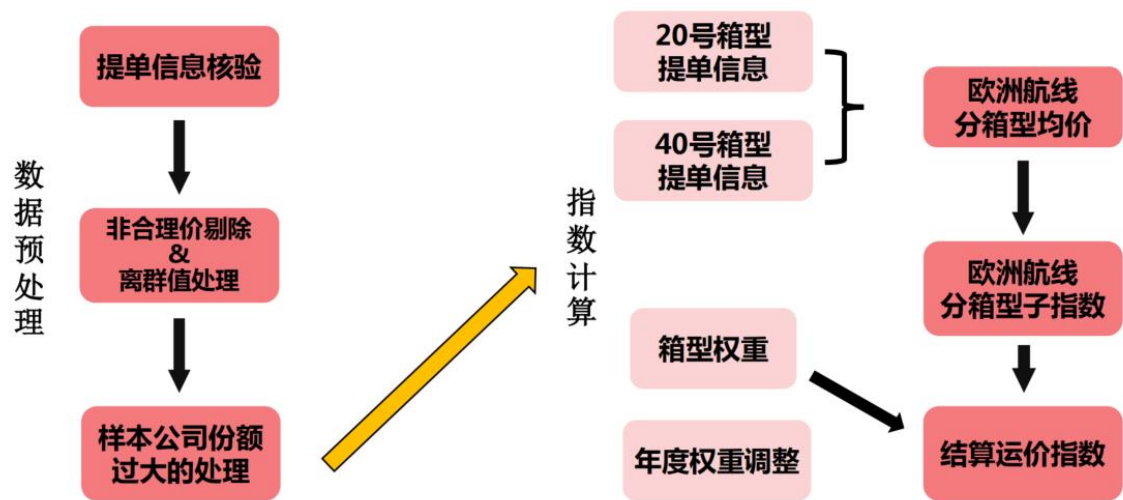 数据预处理
提单信息核验
非合理价剔除
&
离群值处理
样本公司份额
过大的处理
指数计算
20号箱型
提单信息
40号箱型
提单信息
箱型权重
年度权重调整
欧洲航线
分箱型均价
欧洲航线
分箱型子指数
结算运价指数